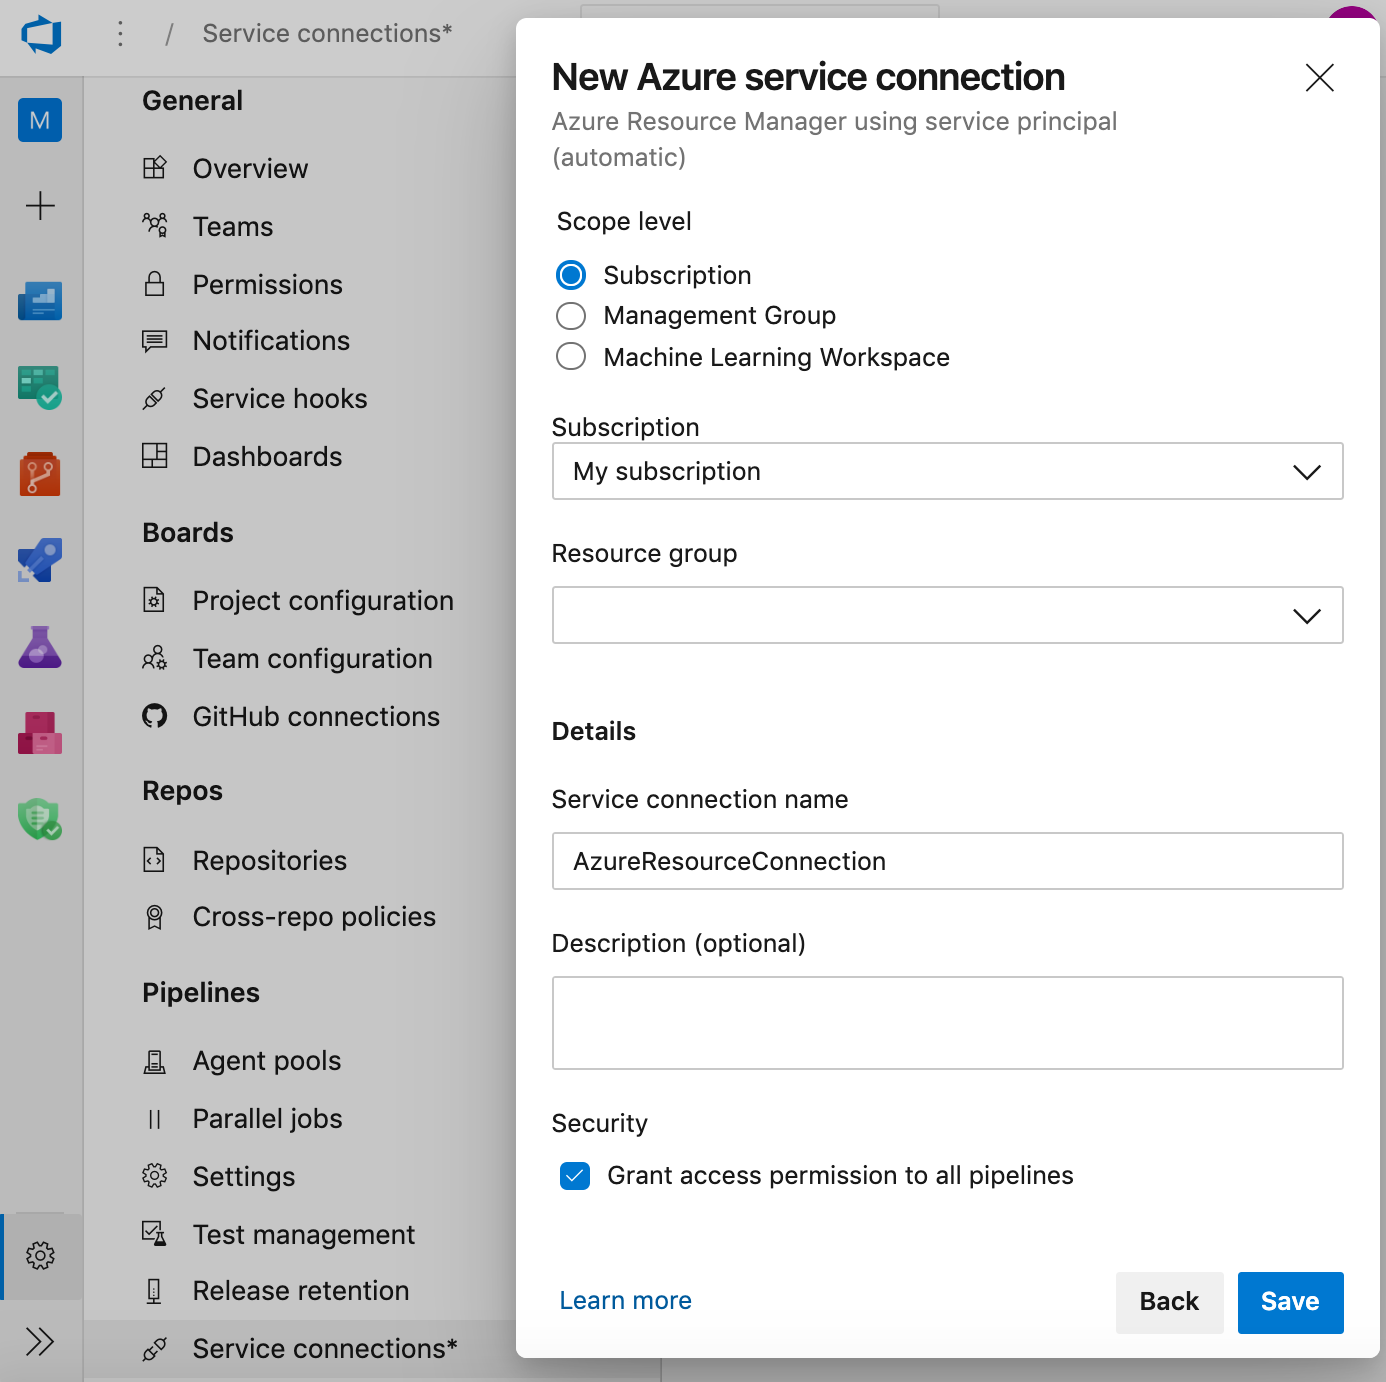 / Service connections*
M
General
Overview
Teams
Permissions
Notifications
Service hooks
Dashboards
Boards
Project configuration
Team configuration
GitHub connections
Repos
Repositories
Cross-repo policies
Pipelines
Agent pools
Parallel jobs
Settings
Test management
Release retention
Service connections*
New Azure service connection
Azure Resource Manager using service principal
(automatic)
Scope level
Subscription
Management Group
Machine Learning Workspace
Subscription
My subscription
Resource group
Details
Service connection name
AzureResourceConnection
Description (optional)
Security
Grant access permission to all pipelines
Learn more
Back
Save